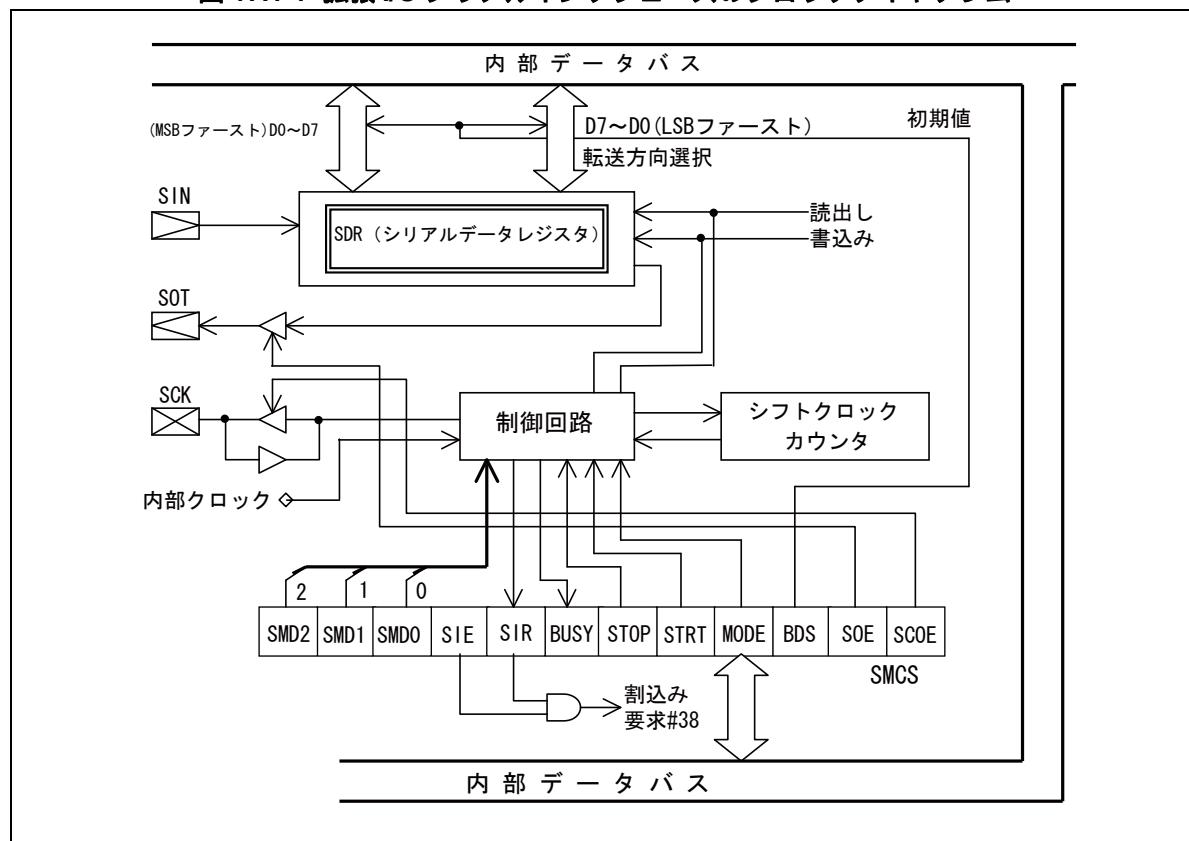 内 部 デ ー タ バ ス
(MSBファースト)D0～D7
D7～D0(LSBファースト)
初期値
転送方向選択
SIN
読出し
SDR (シリアルデータレジスタ)
書込み
SOT
SCK
制御回路
シフトクロック
カウンタ
内部クロック
2
1
0
SMD2 SMD1 SMD0 SIE SIR BUSY STOP STRT MODE BDS SOE SCOE
SMCS
割込み
要求#38
内 部 デ ー タ バ ス